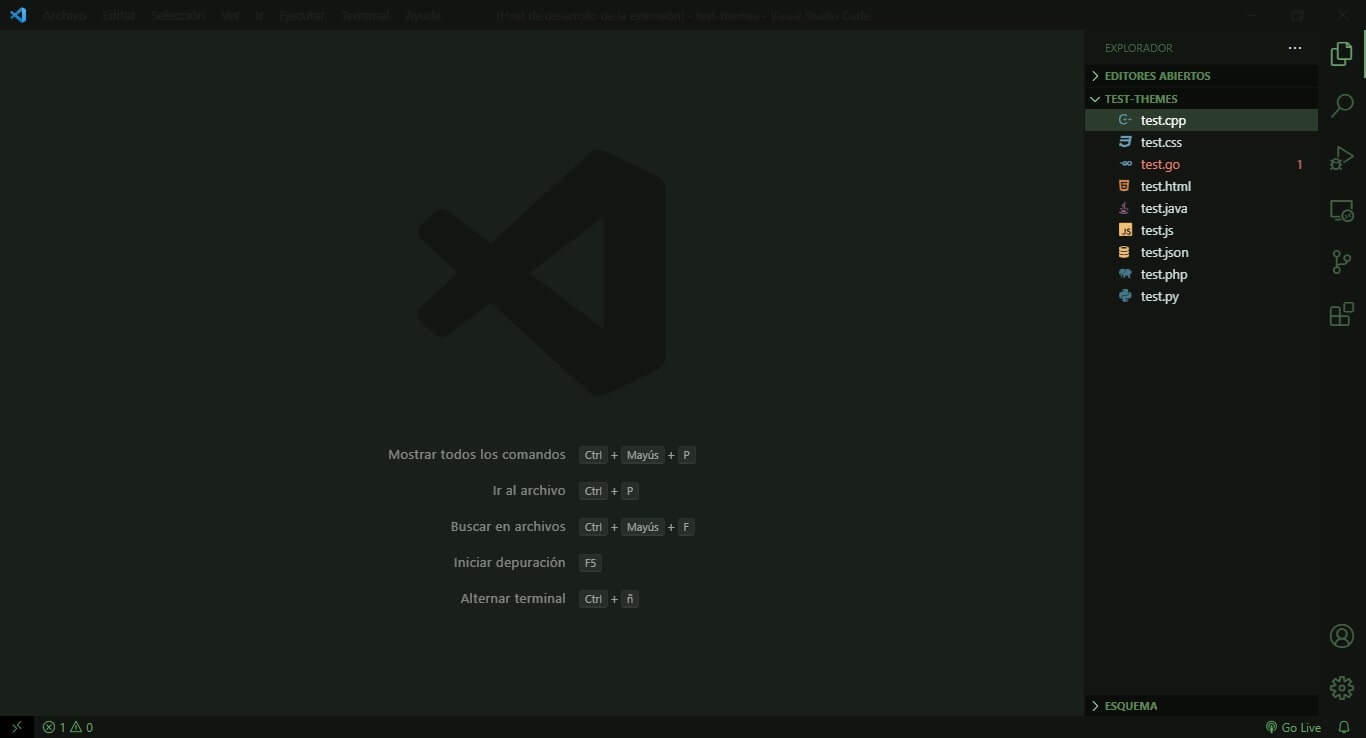 Archivo Editar Selección Ver Ir Ejecutar Terminal Ayuda [Host de desarrollo de la extensión] - test-themes - Visual Studio Code
EXPLORADOR
EDITORES ABIERTOS
TEST-THEMES
test.cpp
test.css
test.go 1
test.html
test.java
JS test.js
test.json
test.php
test.py
Mostrar todos los comandos Ctrl + Mayús + P
Ir al archivo Ctrl + P
Buscar en archivos Ctrl + Mayús + F
Iniciar depuración F5
Alternar terminal Ctrl + ñ
ESQUEMA
1 0 Go Live